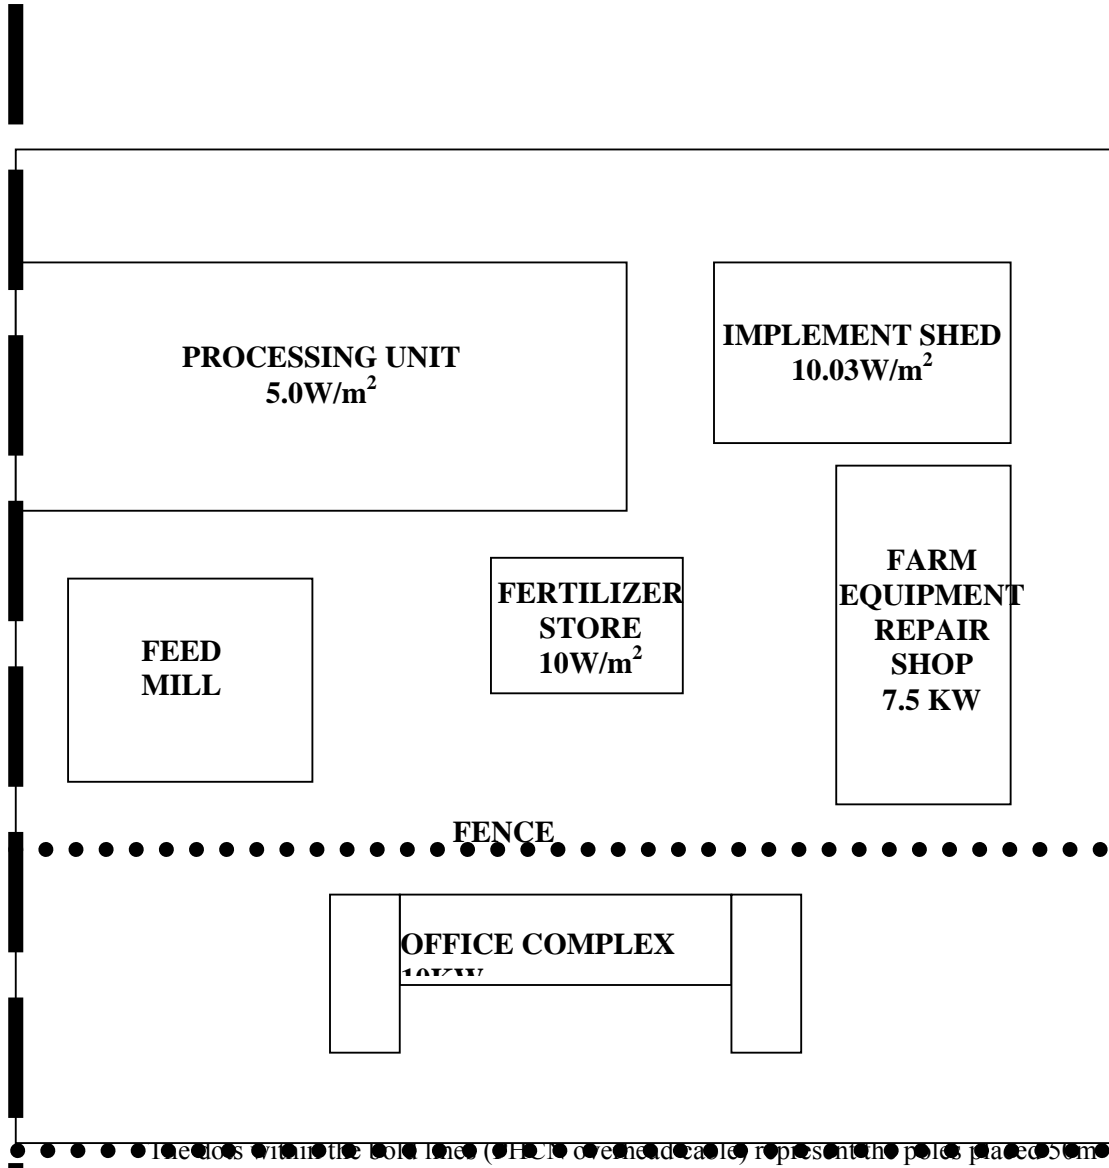 PROCESSING UNIT
5.0W/m²
IMPLEMENT SHED
10.03W/m²
FARM
EQUIPMENT
REPAIR
SHOP
7.5 KW
FERTILIZER
STORE
10W/m²
FEED
MILL
FENCE
OFFICE COMPLEX
10KW
The dots within the bold lines ( overhead cable) represent the poles placed 50m